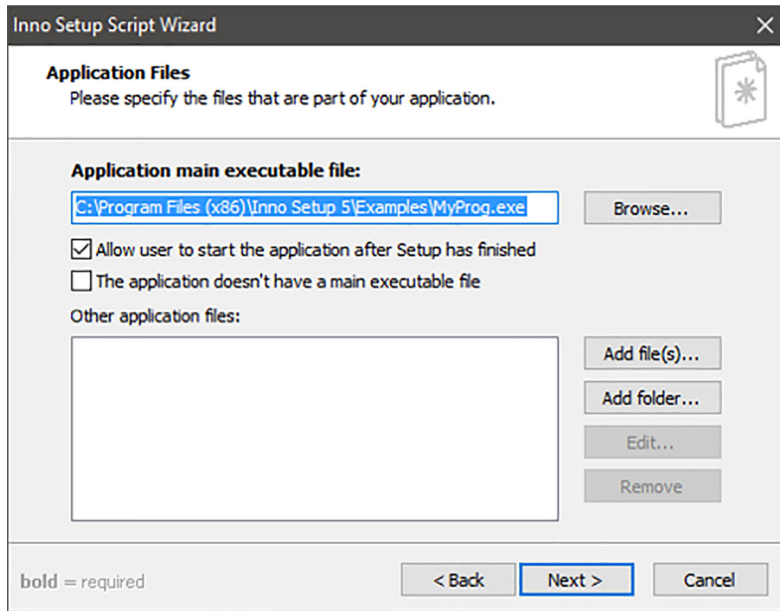 Inno Setup Script Wizard
Application Files
Please specify the files that are part of your application.
Application main executable file:
C:\Program Files (x86)\Inno Setup 5\Examples\MyProg.exe
Browse...
Allow user to start the application after Setup has finished
The application doesn't have a main executable file
Other application files:
Add file(s)...
Add folder...
Edit...
Remove
bold = required
< Back
Next >
Cancel